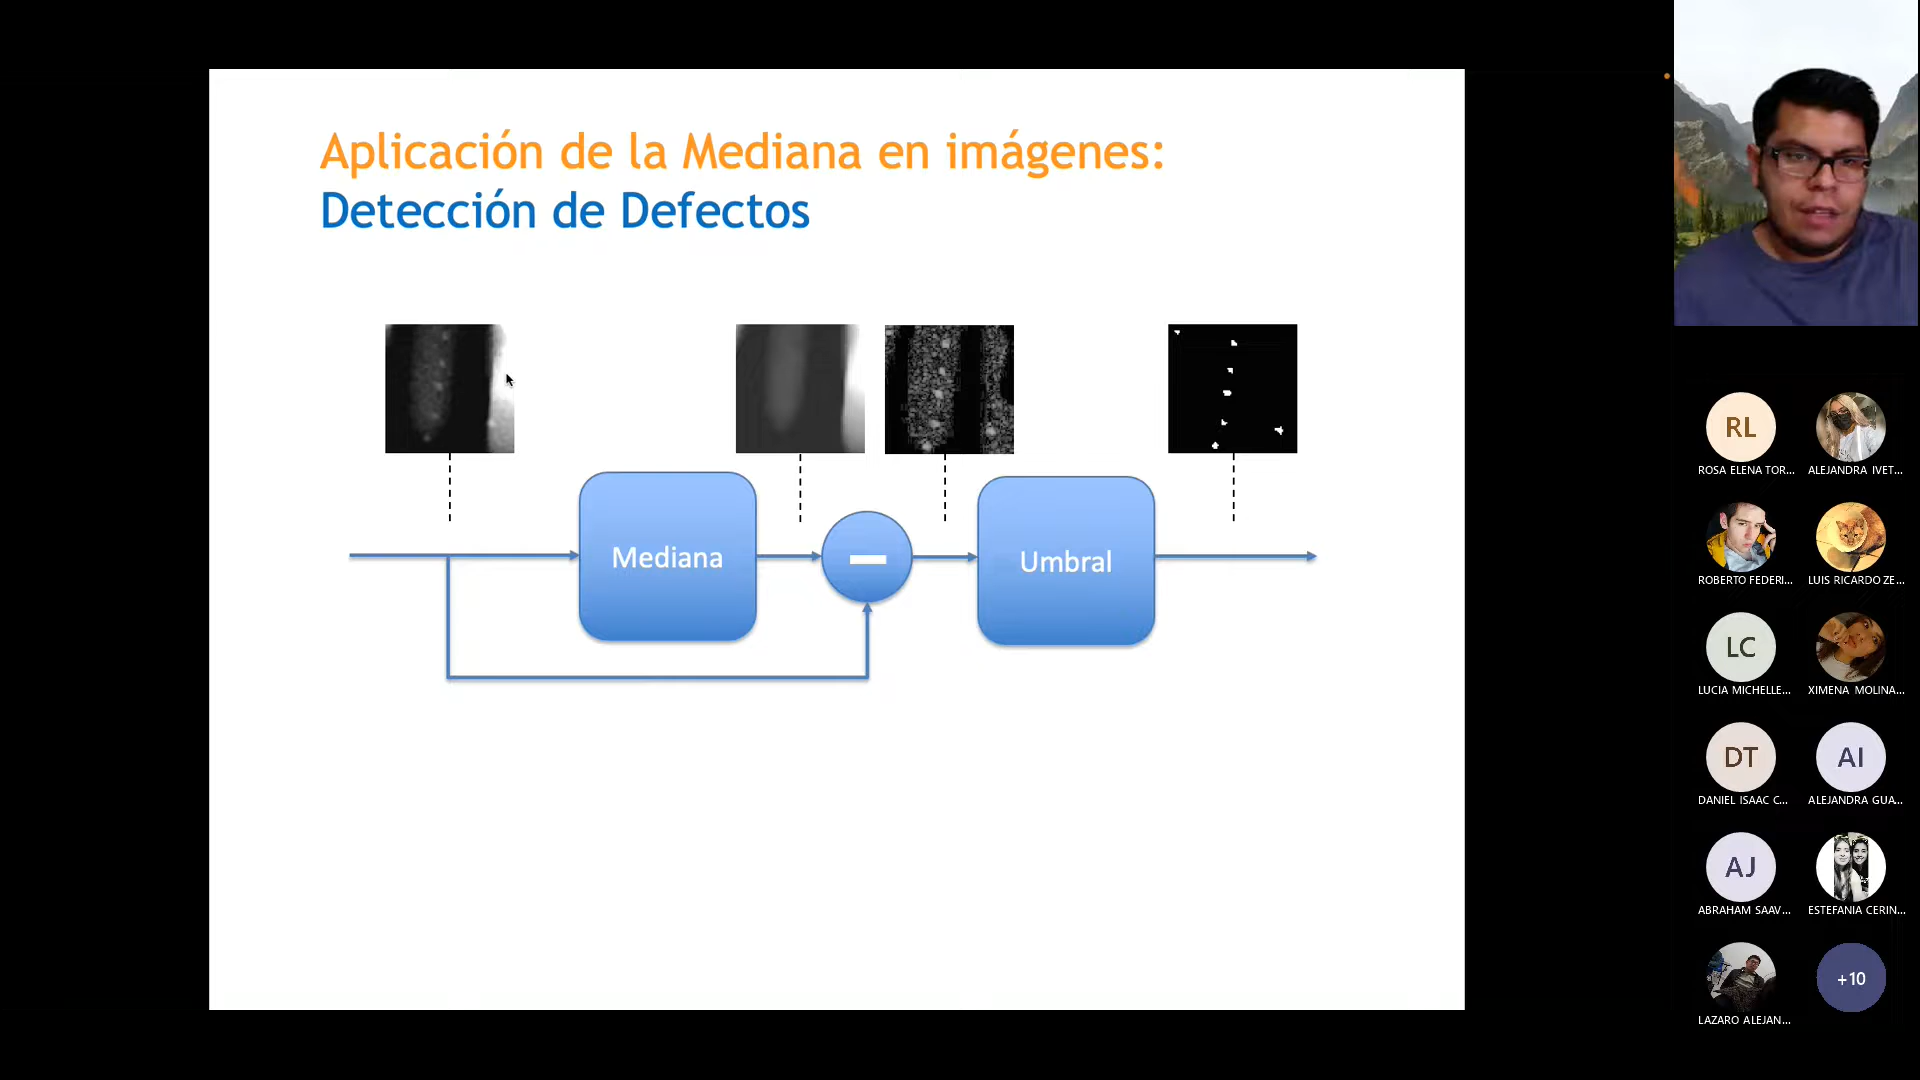 Aplicación de la Mediana en imágenes:
Detección de Defectos
Mediana
Umbral
RL
ROSA ELENA TOR...
ALEJANDRA IVET...
ROBERTO FEDERI...
LUIS RICARDO ZE...
LC
LUCIA MICHELLE...
XIMENA MOLINA...
DT
DANIEL ISAAC C...
AI
ALEJANDRA GUA...
AJ
ABRAHAM SAAV...
ESTEFANIA CERIN...
LAZARO ALEJAN...
+10